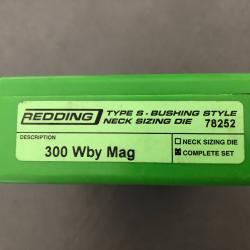 REDDING TYPE S - BUSHING STYLE
NECK SIZING DIE 78252
DESCRIPTION
300 Wby Mag
NECK SIZING DIE
COMPLETE SET